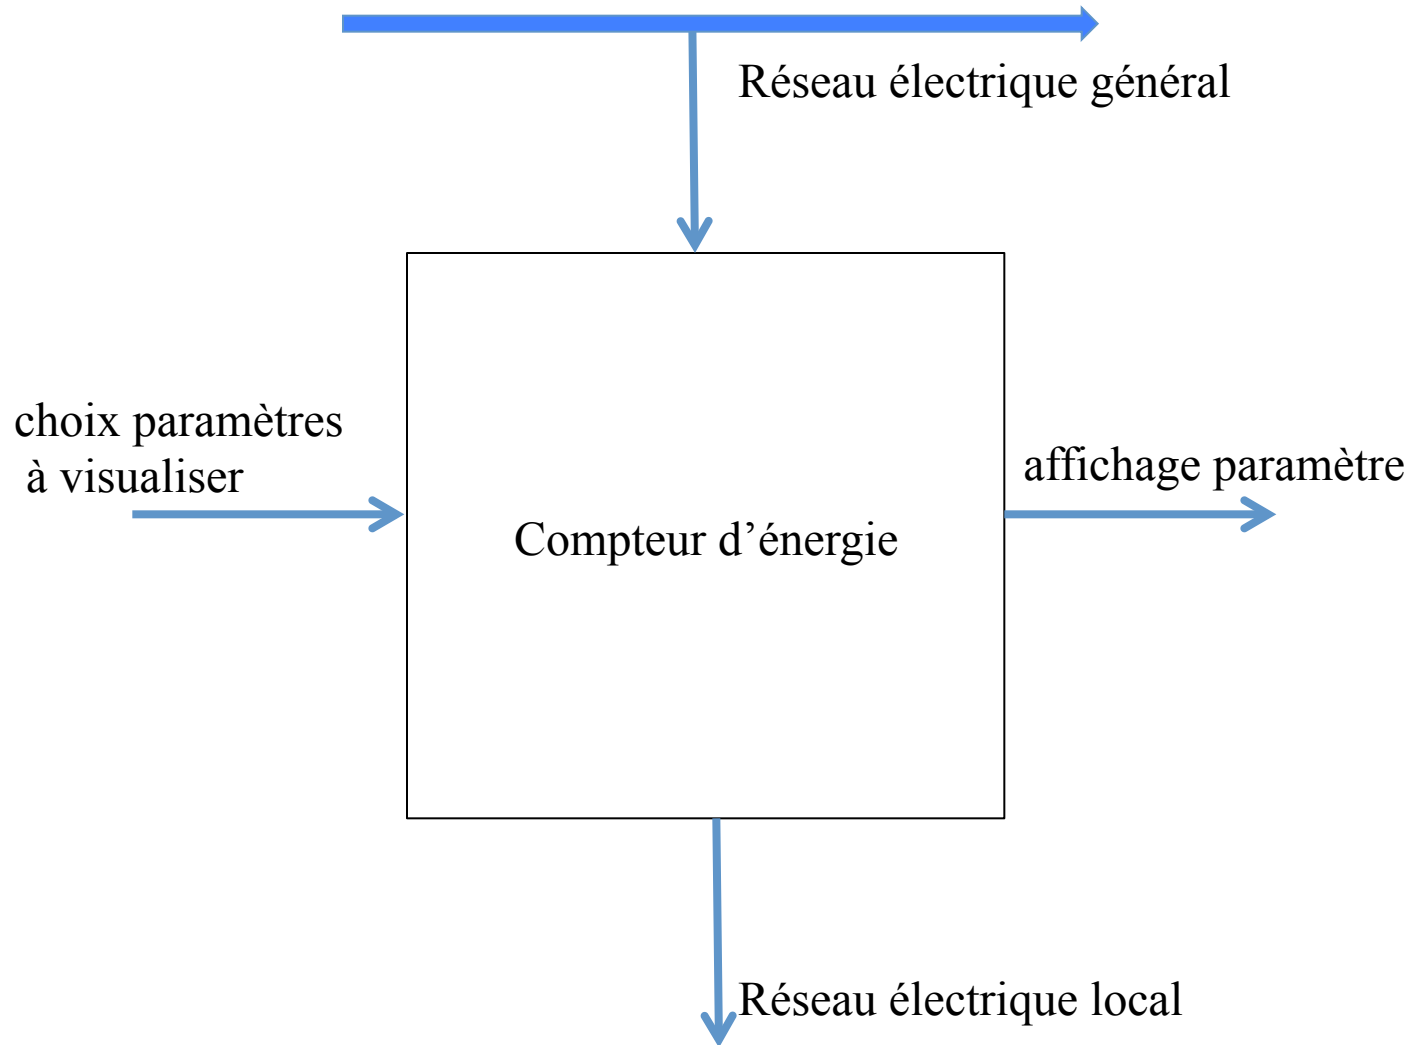 Réseau électrique général
choix paramètres
à visualiser
affichage paramètre
Compteur d’énergie
Réseau électrique local